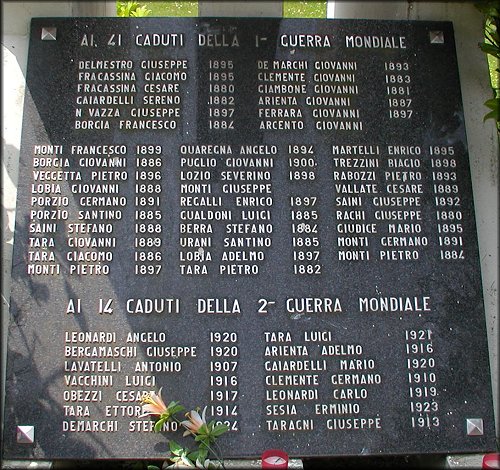 AI 41 CADUTI DELLA 1ᵃ GUERRA MONDIALE
DELMESTRO GIUSEPPE 1895 DE MARCHI GIOVANNI 1893
FRACASSINA GIACOMO 1895 CLEMENTE GIOVANNI 1883
FRACASSINA CESARE 1880 GIAMBONE GIOVANNI 1881
GAIARDELLI SERENO 1882 ARIENTA GIOVANNI 1887
N VAZZA GIUSEPPE 1897 FERRARA GIOVANNI 1897
BORGIA FRANCESCO 1884 ARCENTO GIOVANNI
MONTI FRANCESCO 1899 QUAREGNA ANGELO 1894 MARTELLI ENRICO 1895
BORGIA GIOVANNI 1886 PUGLIO GIOVANNI 1900 TREZZINI BIAGIO 1898
VEGGETTA PIETRO 1896 LOZIO SEVERINO 1898 RABOZZI PIETRO 1893
LOBIA GIOVANNI 1888 MONTI GIUSEPPE VALLATE CESARE 1889
PORZIO GERMANO 1891 RECALLI ENRICO 1897 SAINI GIUSEPPE 1892
PORZIO SANTINO 1885 GUALDONI LUIGI 1885 RACHI GIUSEPPE 1880
SAINI STEFANO 1888 BERRA STEFANO 1884 GIUDICE MARIO 1895
TARA GIOVANNI 1889 URANI SANTINO 1885 MONTI GERMANO 1891
TARA GIACOMO 1886 LOBIA ADELMO 1897 MONTI PIETRO 1884
MONTI PIETRO 1897 TARA PIETRO 1882
AI 14 CADUTI DELLA 2ᵃ GUERRA MONDIALE
LEONARDI ANGELO 1920 TARA LUIGI 1921
BERGAMASCHI GIUSEPPE 1920 ARIENTA ADELMO 1916
LAVATELLI ANTONIO 1907 GAIARDELLI MARIO 1920
VACCHINI LUIGI 1916 CLEMENTE GERMANO 1910
OBEZZI CESARE 1917 LEONARDI CARLO 1919
TARA ETTORE 1914 SESIA ERMINIO 1923
DEMARCHI STEFANO 1924 TARAGNI GIUSEPPE 1913